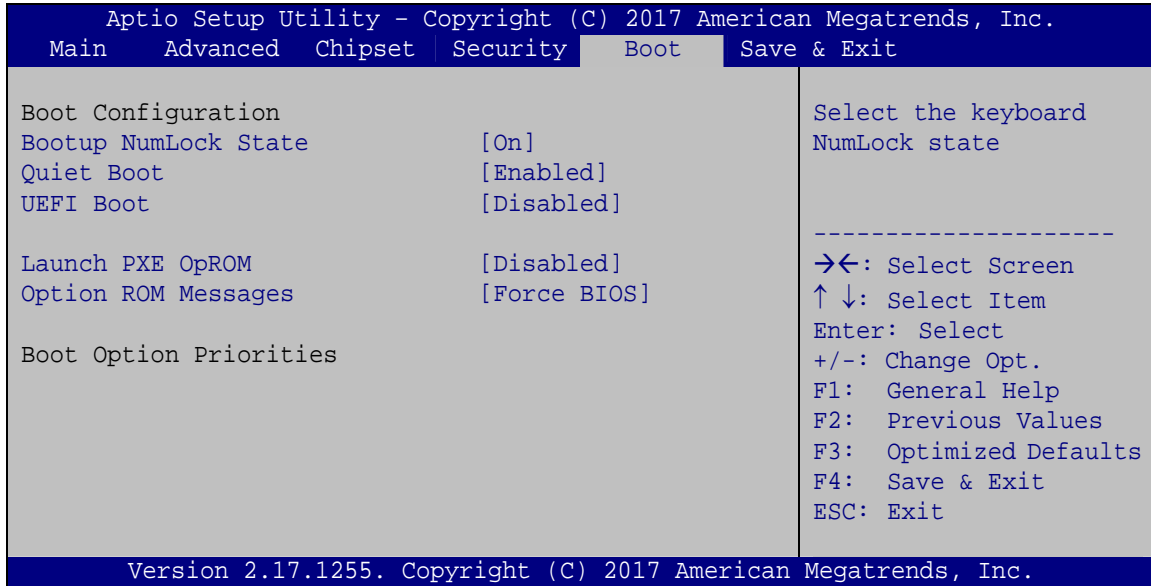 Aptio Setup Utility – Copyright (C) 2017 American Megatrends, Inc.
Main Advanced Chipset Security Boot Save & Exit
Boot Configuration
Bootup NumLock State [On]
Quiet Boot [Enabled]
UEFI Boot [Disabled]
Launch PXE OpROM [Disabled]
Option ROM Messages [Force BIOS]
Boot Option Priorities
Select the keyboard
NumLock state
---------------------
→←: Select Screen
↑ ↓: Select Item
Enter: Select
+/-: Change Opt.
F1: General Help
F2: Previous Values
F3: Optimized Defaults
F4: Save & Exit
ESC: Exit
Version 2.17.1255. Copyright (C) 2017 American Megatrends, Inc.